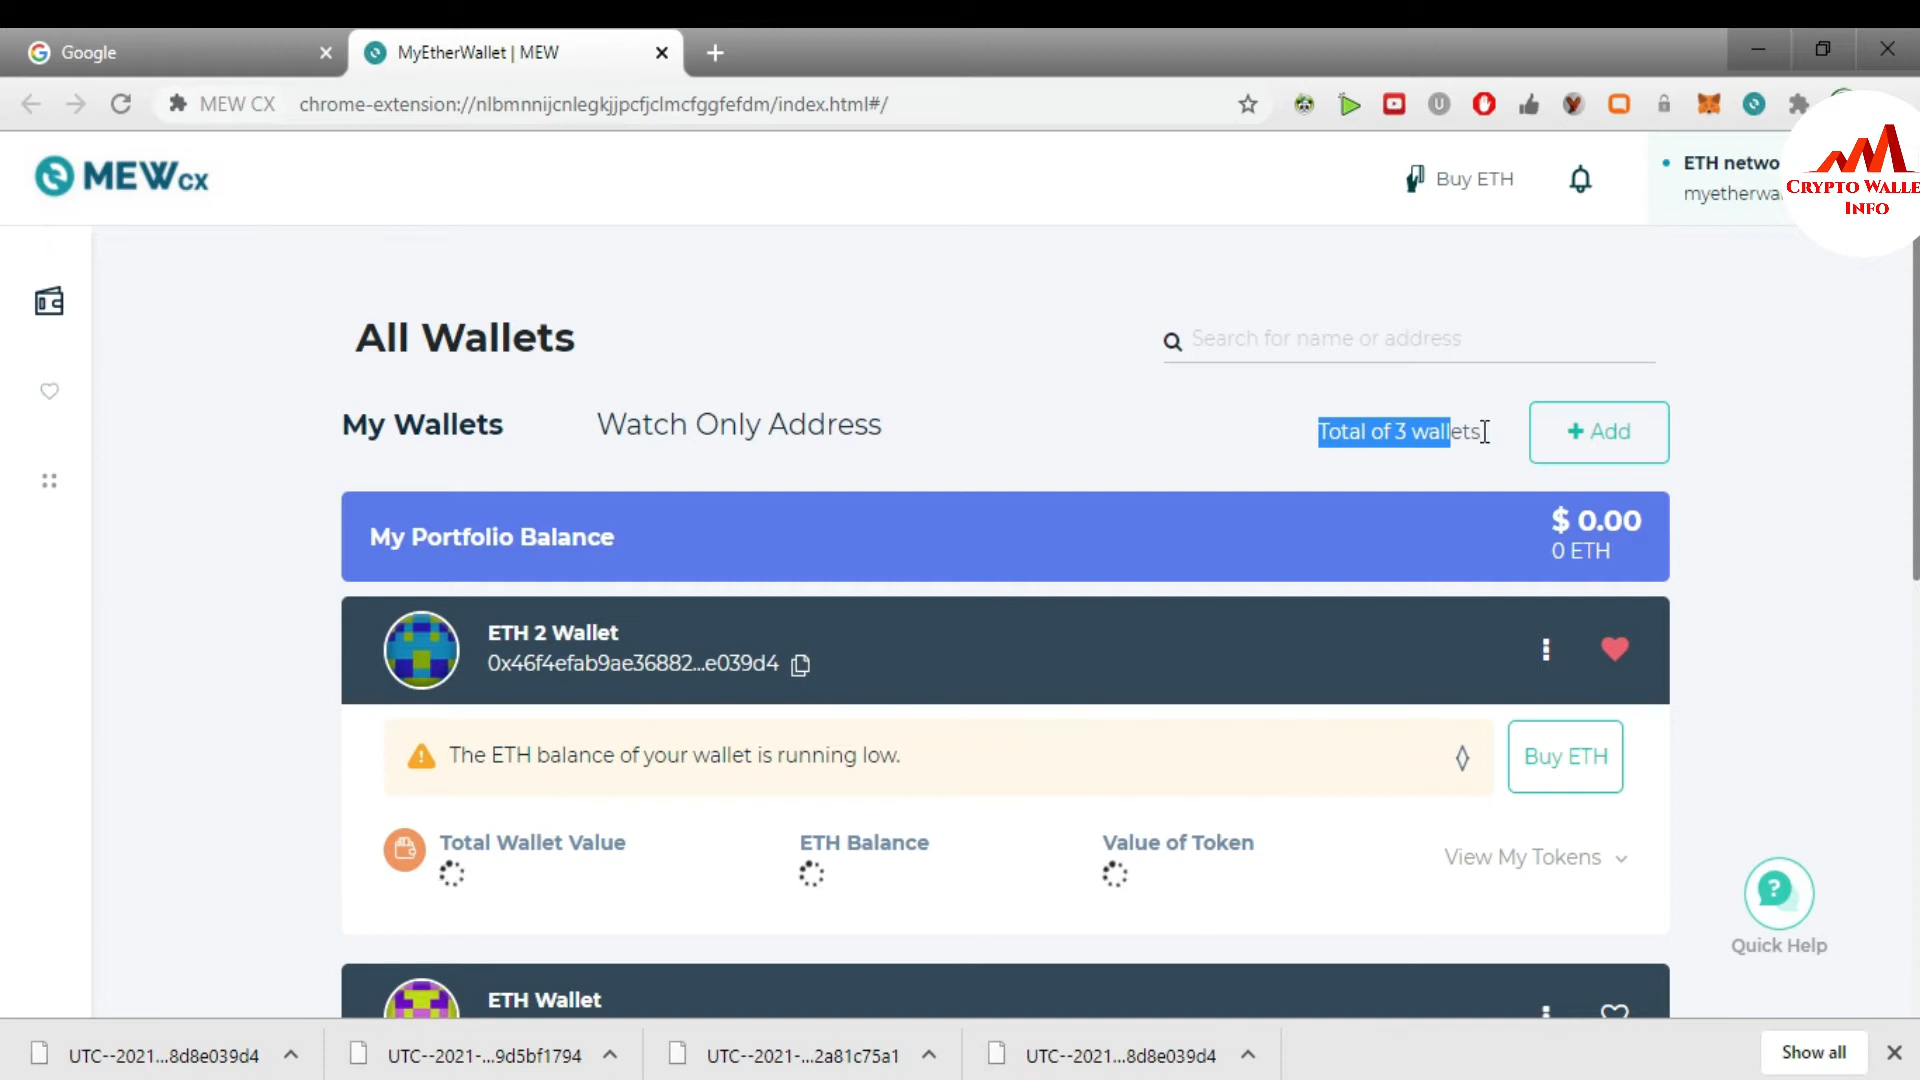 Google
MyEtherWallet | MEW
MEW CX
chrome-extension://nlbmnnijcnlegkjjpcfjclmcfggfefdm/index.html#/
MEWCX
Buy ETH
ETH netwo
myetherwa
CRYPTO WALLE
INFO
All Wallets
Search for name or address
My Wallets
Watch Only Address
Total of 3 wallets
+ Add
My Portfolio Balance
$ 0.00
0 ETH
ETH 2 Wallet
0x46f4efab9ae36882...e039d4
The ETH balance of your wallet is running low.
Buy ETH
Total Wallet Value
ETH Balance
Value of Token
View My Tokens
Quick Help
ETH Wallet
UTC--2021...8d8e039d4
UTC--2021-...9d5bf1794
UTC--2021-...2a81c75a1
UTC--2021...8d8e039d4
Show all